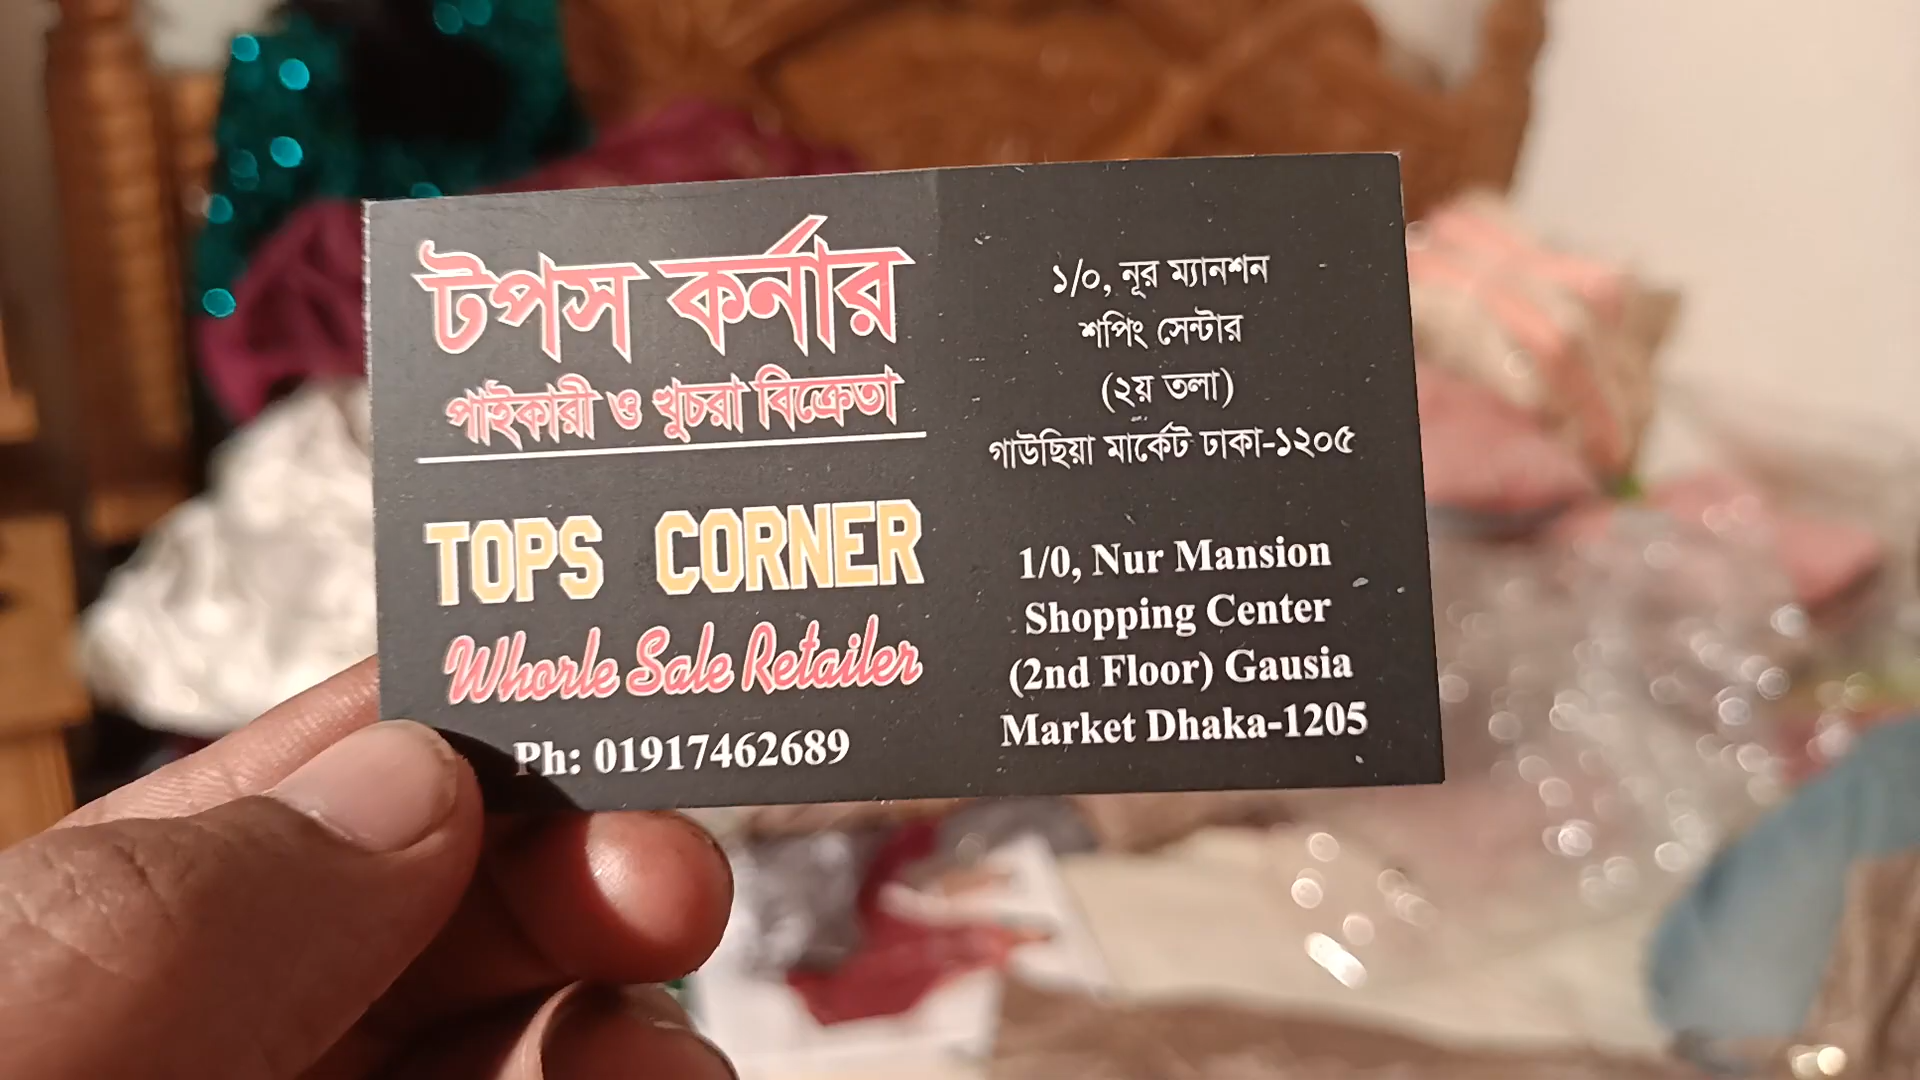 টপস কর্নার
পাইকারী ও খুচরা বিক্রেতা
TOPS CORNER
Whorle Sale Retailer
Ph: 01917462689
১/০, নূর ম্যানশন
শপিং সেন্টার
(২য় তলা)
গাউছিয়া মার্কেট ঢাকা-১২০৫
1/0, Nur Mansion
Shopping Center
(2nd Floor) Gausia
Market Dhaka-1205